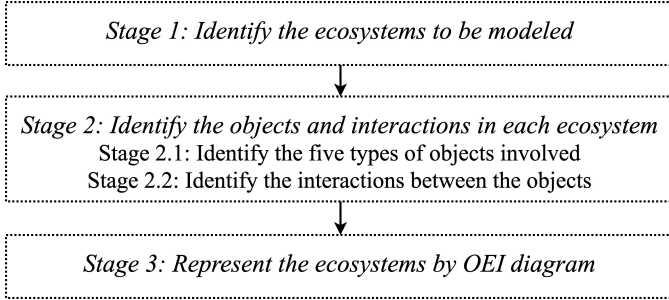 Stage 1: Identify the ecosystems to be modeled
Stage 2: Identify the objects and interactions in each ecosystem
Stage 2.1: Identify the five types of objects involved
Stage 2.2: Identify the interactions between the objects
Stage 3: Represent the ecosystems by OEI diagram